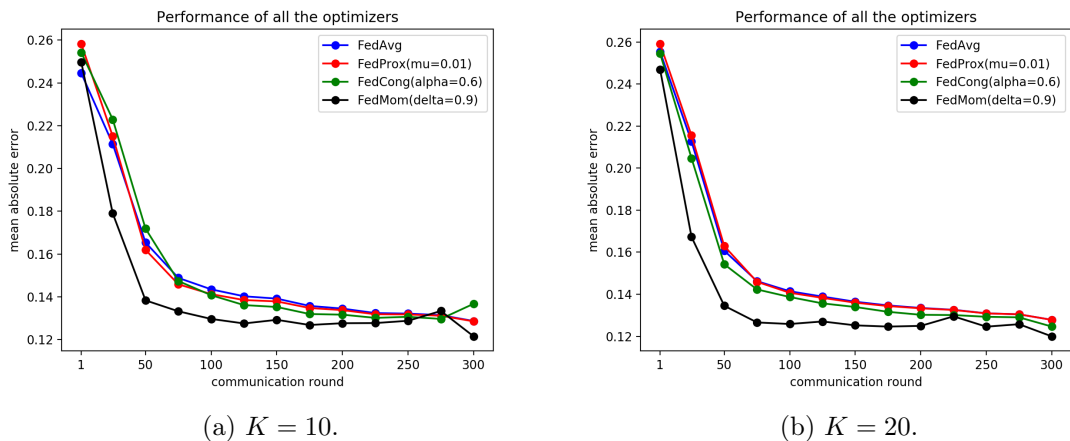 Performance of all the optimizers
FedAvg
FedProx(mu=0.01)
FedCong(alpha=0.6)
FedMom(delta=0.9)
mean absolute error
0.26
0.24
0.22
0.20
0.18
0.16
0.14
0.12
1 50 100 150 200 250 300
communication round
(a) K = 10.
Performance of all the optimizers
FedAvg
FedProx(mu=0.01)
FedCong(alpha=0.6)
FedMom(delta=0.9)
mean absolute error
0.26
0.24
0.22
0.20
0.18
0.16
0.14
0.12
1 50 100 150 200 250 300
communication round
(b) K = 20.